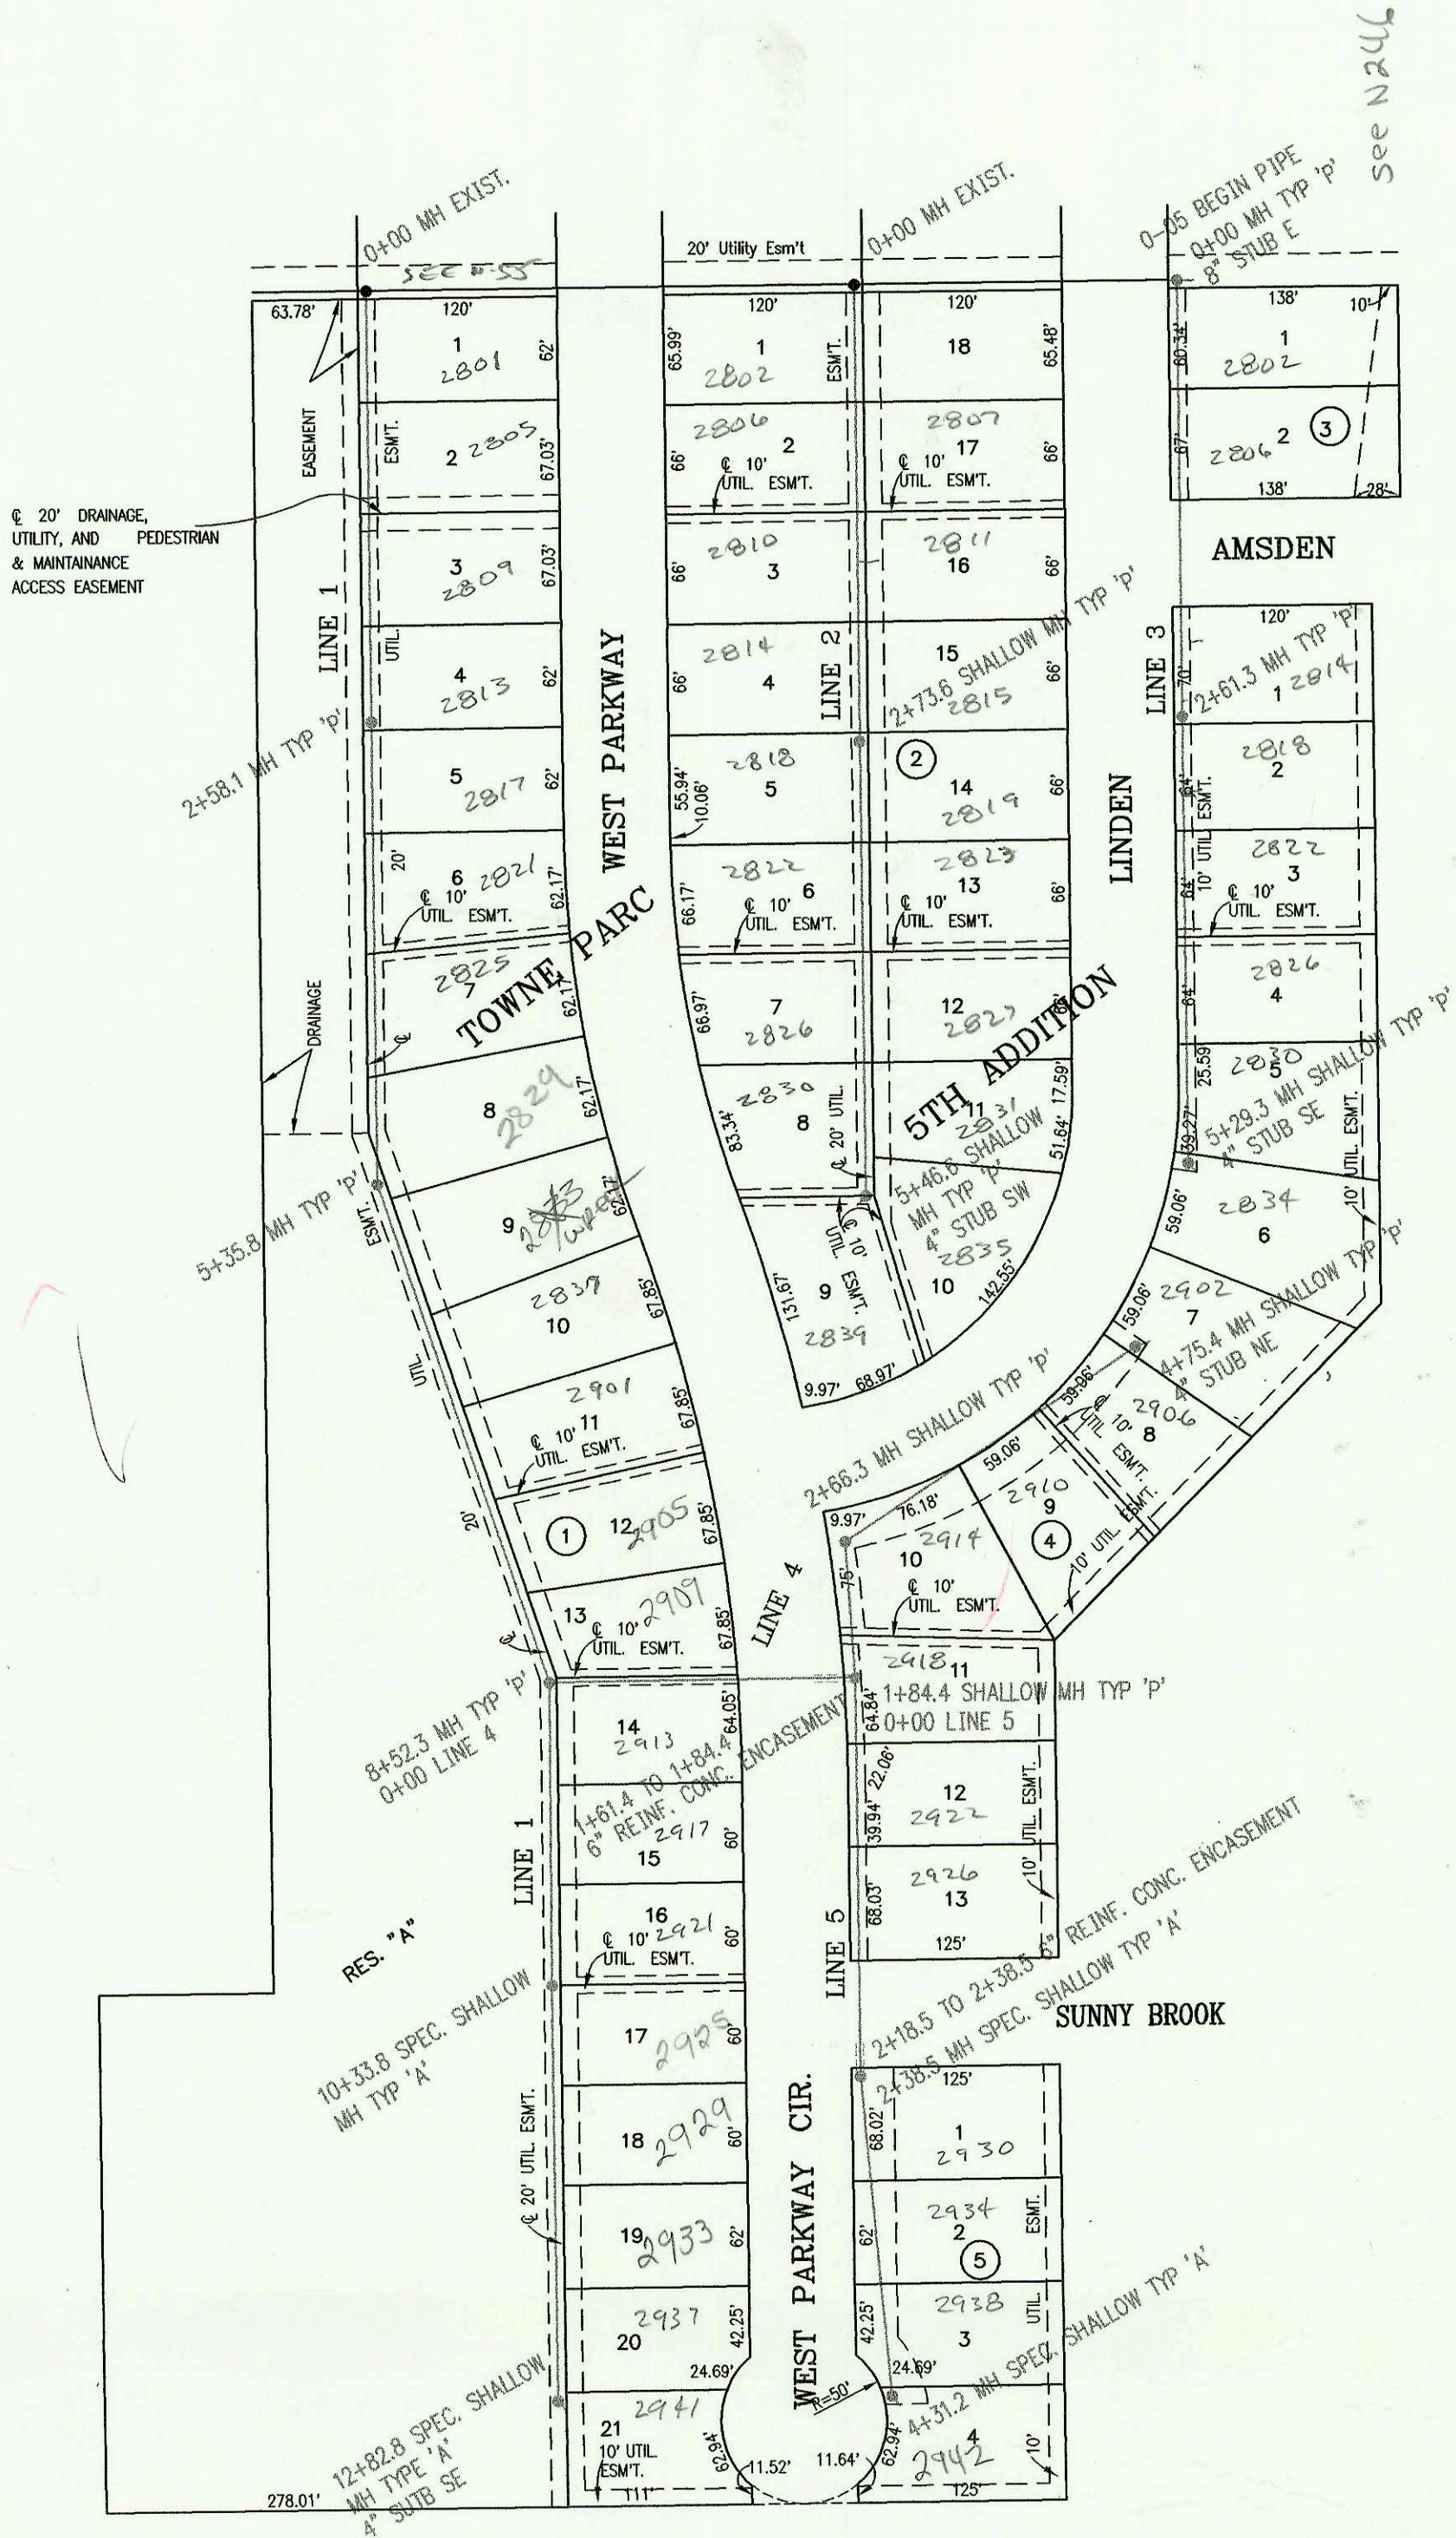 see N246
0+00 MH EXIST.
SEE N-55
20' Utility Esm't
0+00 MH EXIST.
0-05 BEGIN PIPE
0+00 MH TYP 'P'
8" STUB E
63.78'
120'
1
2801
62'
EASEMENT
ESM'T.
2 2805
67.03'
℄ 20' DRAINAGE,
UTILITY, AND PEDESTRIAN
& MAINTAINANCE
ACCESS EASEMENT
3
2809
67.03'
LINE 1
UTIL.
4
2813
62'
2+58.1 MH TYP 'P'
5
2817
62'
20'
6 2821
62.17'
℄ 10'
UTIL. ESM'T.
2825
7
62.17'
℄
DRAINAGE
8
2829
62.17'
5+35.8 MH TYP 'P'
ESM'T.
9
62.17'
2837
10
67.85'
UTIL.
2901
11
67.85'
℄ 10'
UTIL. ESM'T.
20'
1
12 2905
67.85'
13 2909
℄ 10'
UTIL. ESM'T.
67.85'
℄
8+52.3 MH TYP 'P'
0+00 LINE 4
14
2913
64.05'
1+61.4 TO 1+84.4
6" REINF. CONC. ENCASEMENT
2917
15
60'
LINE 1
16
2921
℄ 10'
UTIL. ESM'T.
60'
RES. "A"
10+33.8 SPEC. SHALLOW
MH TYP 'A'
17
2925
60'
18 2929
60'
℄ 20' UTIL. ESM'T.
19 2933
62'
2937
20
42.25'
24.69'
12+82.8 SPEC. SHALLOW
MH TYPE 'A'
4" SUTB SE
2941
21
10' UTIL.
ESM'T.
62.94'
111'
278.01'
WEST PARKWAY
TOWNE PARC
5TH ADDITION
120'
65.99'
1
2802
ESM'T.
2806
2
66'
℄ 10'
UTIL. ESM'T.
2810
3
66'
2814
4
66'
LINE 2
2818
5
55.94'
10.06'
2822
6
66.17'
℄ 10'
UTIL. ESM'T.
7
2826
66.97'
2830
8
83.34'
℄ 20' UTIL.
℄ 10'
UTIL. ESM'T.
9
2839
131.67'
9.97'
68.97'
120'
18
65.48'
2807
17
66'
℄ 10'
UTIL. ESM'T.
2811
16
66'
15
2815
66'
2+73.6 SHALLOW MH TYP 'P'
2
14
2819
66'
2823
13
66'
℄ 10'
UTIL. ESM'T.
12
2827
11
2831
17.59'
51.64'
5+46.6 SHALLOW
MH TYP 'P'
4" STUB SW
2835
10
142.55'
LINDEN
138'
10'
60.34'
1
2802
67'
2806 2
3
138'
28'
AMSDEN
LINE 3
120'
70'
1 2814
2+61.3 MH TYP 'P'
2818
2
64'
10' UTIL. ESM'T.
2822
3
64'
℄ 10'
UTIL. ESM'T.
2826
4
64'
2830
5
25.59
39.27'
5+29.3 MH SHALLOW TYP 'P'
4" STUB SE
10' UTIL. ESM'T.
2834
6
59.06'
2902
7
59.06'
4+75.4 MH SHALLOW TYP 'P'
4" STUB NE
2906
8
59.06'
℄ 10'
UTIL. ESM'T.
2910
9
59.06'
4
10' UTIL. ESM'T.
2+66.3 MH SHALLOW TYP 'P'
9.97'
76.18'
2914
10
75'
℄ 10'
UTIL. ESM'T.
LINE 4
2918
11
1+84.4 SHALLOW MH TYP 'P'
0+00 LINE 5
64.84'
22.06'
12
2922
39.94'
10' UTIL. ESM'T.
2926
13
68.03'
125'
LINE 5
2+18.5 TO 2+38.5 6" REINF. CONC. ENCASEMENT
2+38.5 MH SPEC. SHALLOW TYP 'A'
SUNNY BROOK
125'
68.02'
1
2930
WEST PARKWAY CIR.
2934
2
5
62'
ESMT.
2938
3
42.25'
UTIL.
24.69'
R=50'
4+31.2 MH SPEC. SHALLOW TYP 'A'
4
2942
62.94'
10'
11.52'
11.64'
125'